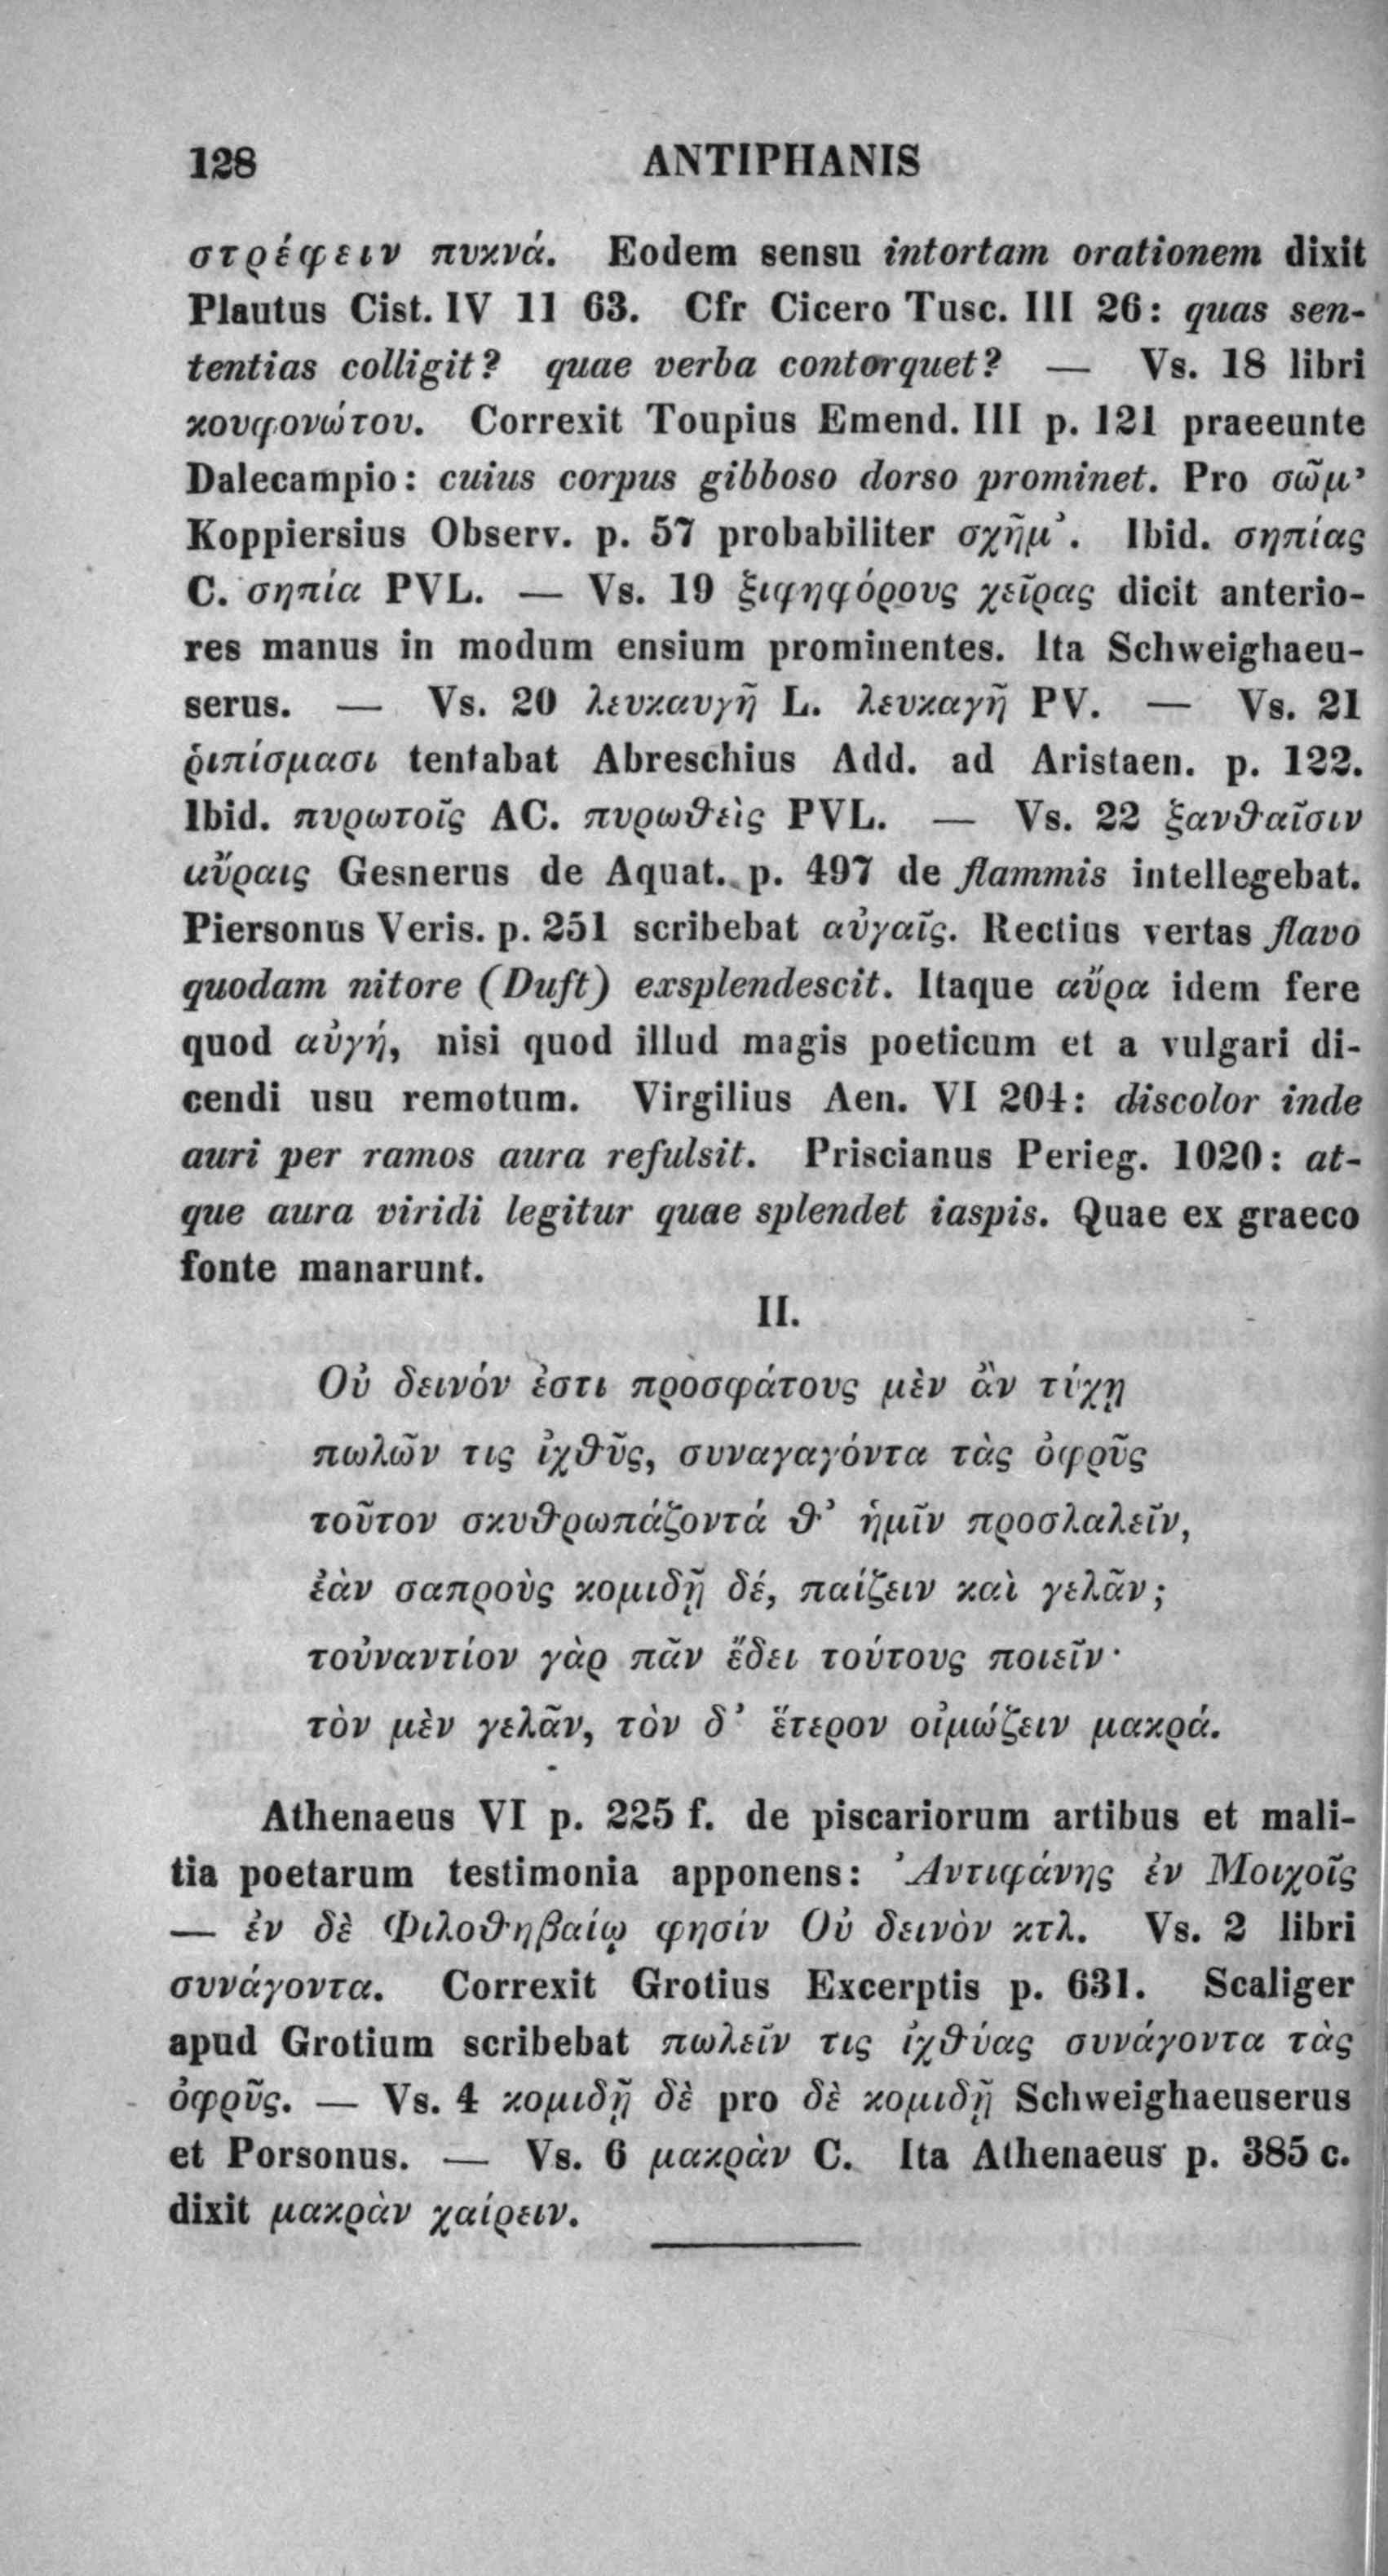 128 ANTIPHANIS
στρέφειν πυκνά. Eodem sensu intortam orationem dixit
Plautus Cist. IV 11 63. Cfr Cicero Tusc. III 26: quas sen-
tentias colligit? quae verba contorquet? — Vs. 18 libri
κουφονώτου. Correxit Toupius Emend. III p. 121 praeeunte
Dalecampio: cuius corpus gibboso dorso prominet. Pro σῶμ’
Koppiersius Observ. p. 57 probabiliter σχῆμ’. Ibid. σηπίας
C. σηπία PVL. — Vs. 19 ξιφηφόρους χεῖρας dicit anterio-
res manus in modum ensium prominentes. Ita Schweighaeu-
serus. — Vs. 20 λευκαυγῆ L. λευκαγῆ PV. — Vs. 21
ῥιπίσμασι tentabat Abreschius Add. ad Aristaen. p. 122.
Ibid. πυρωτοῖς AC. πυρωθεὶς PVL. — Vs. 22 ξανθαῖσιν
αὔραις Gesnerus de Aquat. p. 497 de flammis intellegebat.
Piersonus Veris. p. 251 scribebat αὐγαῖς. Rectius vertas flavo
quodam nitore (Duft) exsplendescit. Itaque αὔρα idem fere
quod αὐγή, nisi quod illud magis poeticum et a vulgari di-
cendi usu remotum. Virgilius Aen. VI 204: discolor inde
auri per ramos aura refulsit. Priscianus Perieg. 1020: at-
que aura viridi legitur quae splendet iaspis. Quae ex graeco
fonte manarunt.
II.
Οὐ δεινόν ἐστι προσφάτους μὲν ἂν τύχῃ
πωλῶν τις ἰχθῦς, συναγαγόντα τὰς ὀφρῦς
τοῦτον σκυθρωπάζοντά θ’ ἡμῖν προσλαλεῖν,
ἐὰν σαπροὺς κομιδῇ δέ, παίζειν καὶ γελᾶν;
τοὐναντίον γὰρ πᾶν ἔδει τούτους ποιεῖν·
τὸν μὲν γελᾶν, τὸν δ’ ἕτερον οἰμώζειν μακρά.
Athenaeus VI p. 225 f. de piscariorum artibus et mali-
tia poetarum testimonia apponens: Ἀντιφάνης ἐν Μοιχοῖς
— ἐν δὲ Φιλοθηβαίῳ φησίν Οὐ δεινὸν κτλ. Vs. 2 libri
συνάγοντα. Correxit Grotius Excerptis p. 631. Scaliger
apud Grotium scribebat πωλεῖν τις ἰχθύας συνάγοντα τὰς
ὀφρῦς. — Vs. 4 κομιδῇ δὲ pro δὲ κομιδῇ Schweighaeuserus
et Porsonus. — Vs. 6 μακρὰν C. Ita Athenaeus p. 385 c.
dixit μακρὰν χαίρειν.